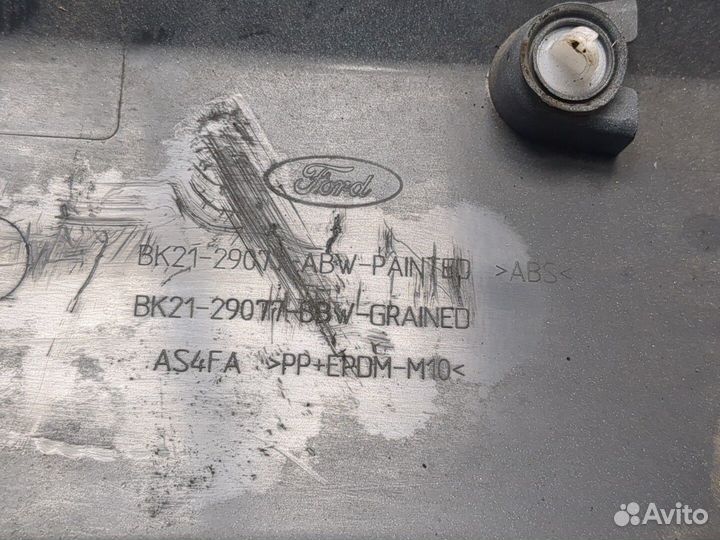 Ford
BK21-29077-ABW-PAINTED >ABS<
BK21-29077-BBW-GRAINED
AS4FA >PP+EPDM-M10<
Avito